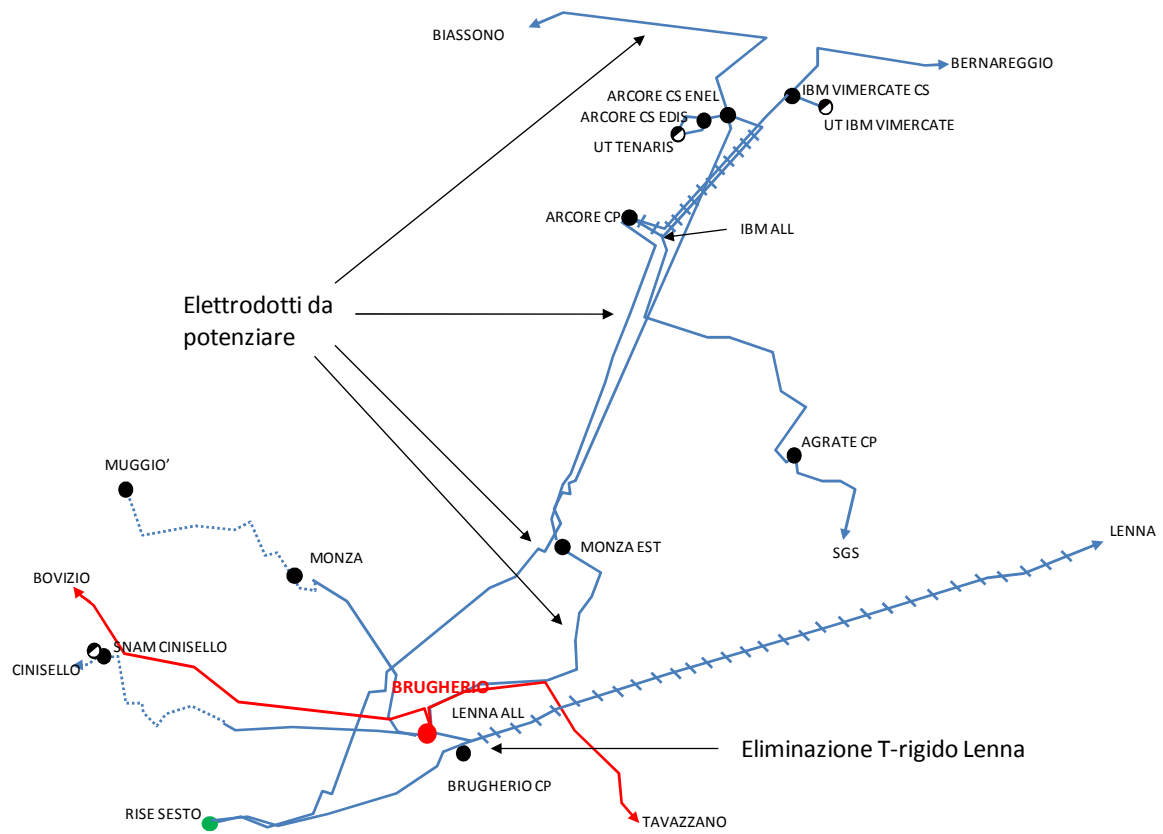 BIASSONO
BERNAREGGIO
IBM VIMERCATE CS
ARCORE CS ENEL
ARCORE CS EDIS
UT IBM VIMERCATE
UT TENARIS
ARCORE CP
IBM ALL
Elettrodotti da
potenziare
AGRATE CP
MUGGIO’
LENNA
MONZA EST
SGS
MONZA
BOVIZIO
SNAM CINISELLO
CINISELLO
BRUGHERIO
LENNA ALL
Eliminazione T-rigido Lenna
BRUGHERIO CP
RISE SESTO
TAVAZZANO